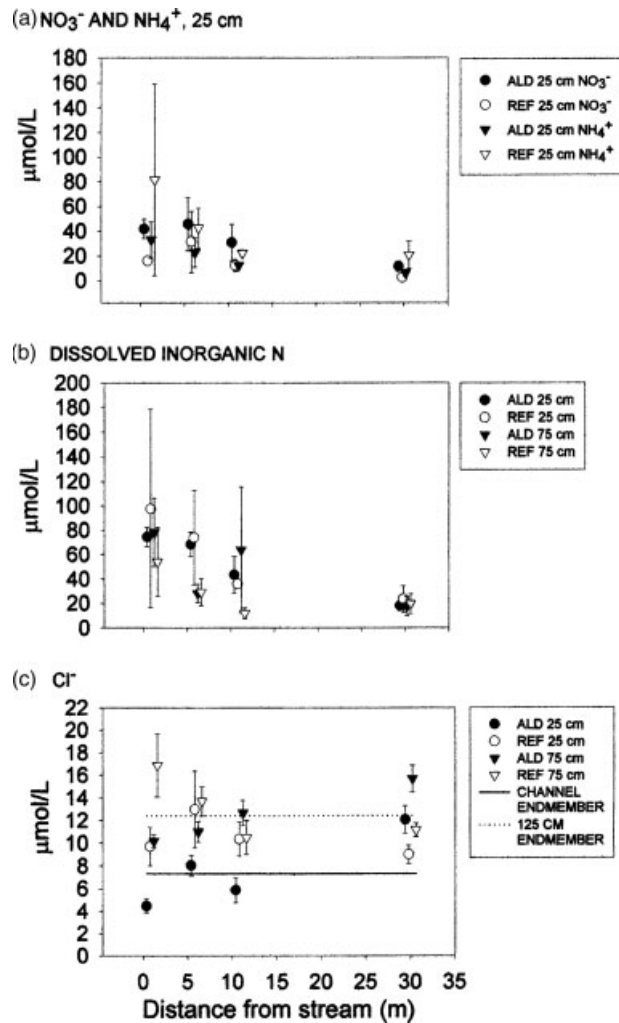 (a) NO₃⁻ AND NH₄⁺, 25 cm
180
160
140
120
100
80
60
40
20
0
µmol/L
ALD 25 cm NO₃⁻
REF 25 cm NO₃⁻
ALD 25 cm NH₄⁺
REF 25 cm NH₄⁺
(b) DISSOLVED INORGANIC N
200
180
160
140
120
100
80
60
40
20
0
µmol/L
ALD 25 cm
REF 25 cm
ALD 75 cm
REF 75 cm
(c) Cl⁻
22
20
18
16
14
12
10
8
6
4
2
0
µmol/L
ALD 25 cm
REF 25 cm
ALD 75 cm
REF 75 cm
CHANNEL
ENDMEMBER
125 CM
ENDMEMBER
0 5 10 15 20 25 30 35
Distance from stream (m)